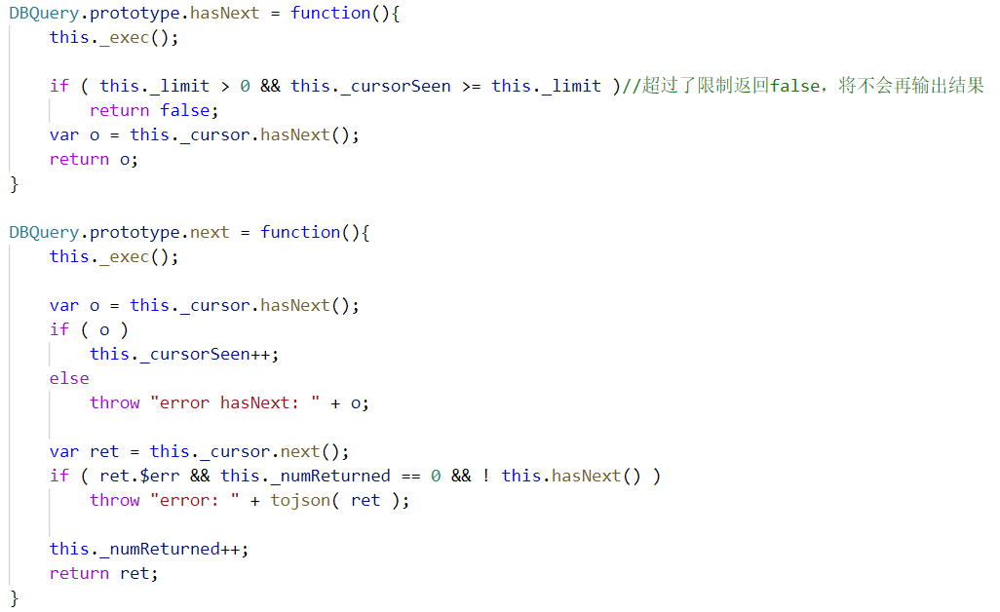 DBQuery.prototype.hasNext = function(){
    this._exec();

    if ( this._limit > 0 && this._cursorSeen >= this._limit )//超过了限制返回false，将不会再输出结果
        return false;
    var o = this._cursor.hasNext();
    return o;
}

DBQuery.prototype.next = function(){
    this._exec();

    var o = this._cursor.hasNext();
    if ( o )
        this._cursorSeen++;
    else
        throw "error hasNext: " + o;

    var ret = this._cursor.next();
    if ( ret.$err && this._numReturned == 0 && ! this.hasNext() )
        throw "error: " + tojson( ret );

    this._numReturned++;
    return ret;
}